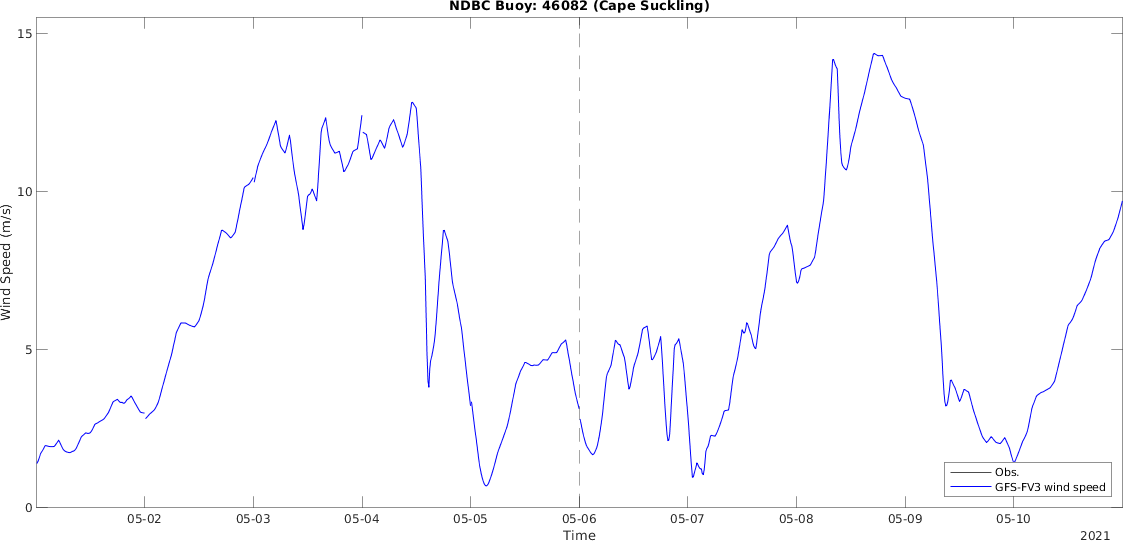 NDBC Buoy: 46082 (Cape Suckling)
15
10
5
0
Wind Speed (m/s)
05-02 05-03 05-04 05-05 05-06 05-07 05-08 05-09 05-10
Time
2021
Obs.
GFS-FV3 wind speed